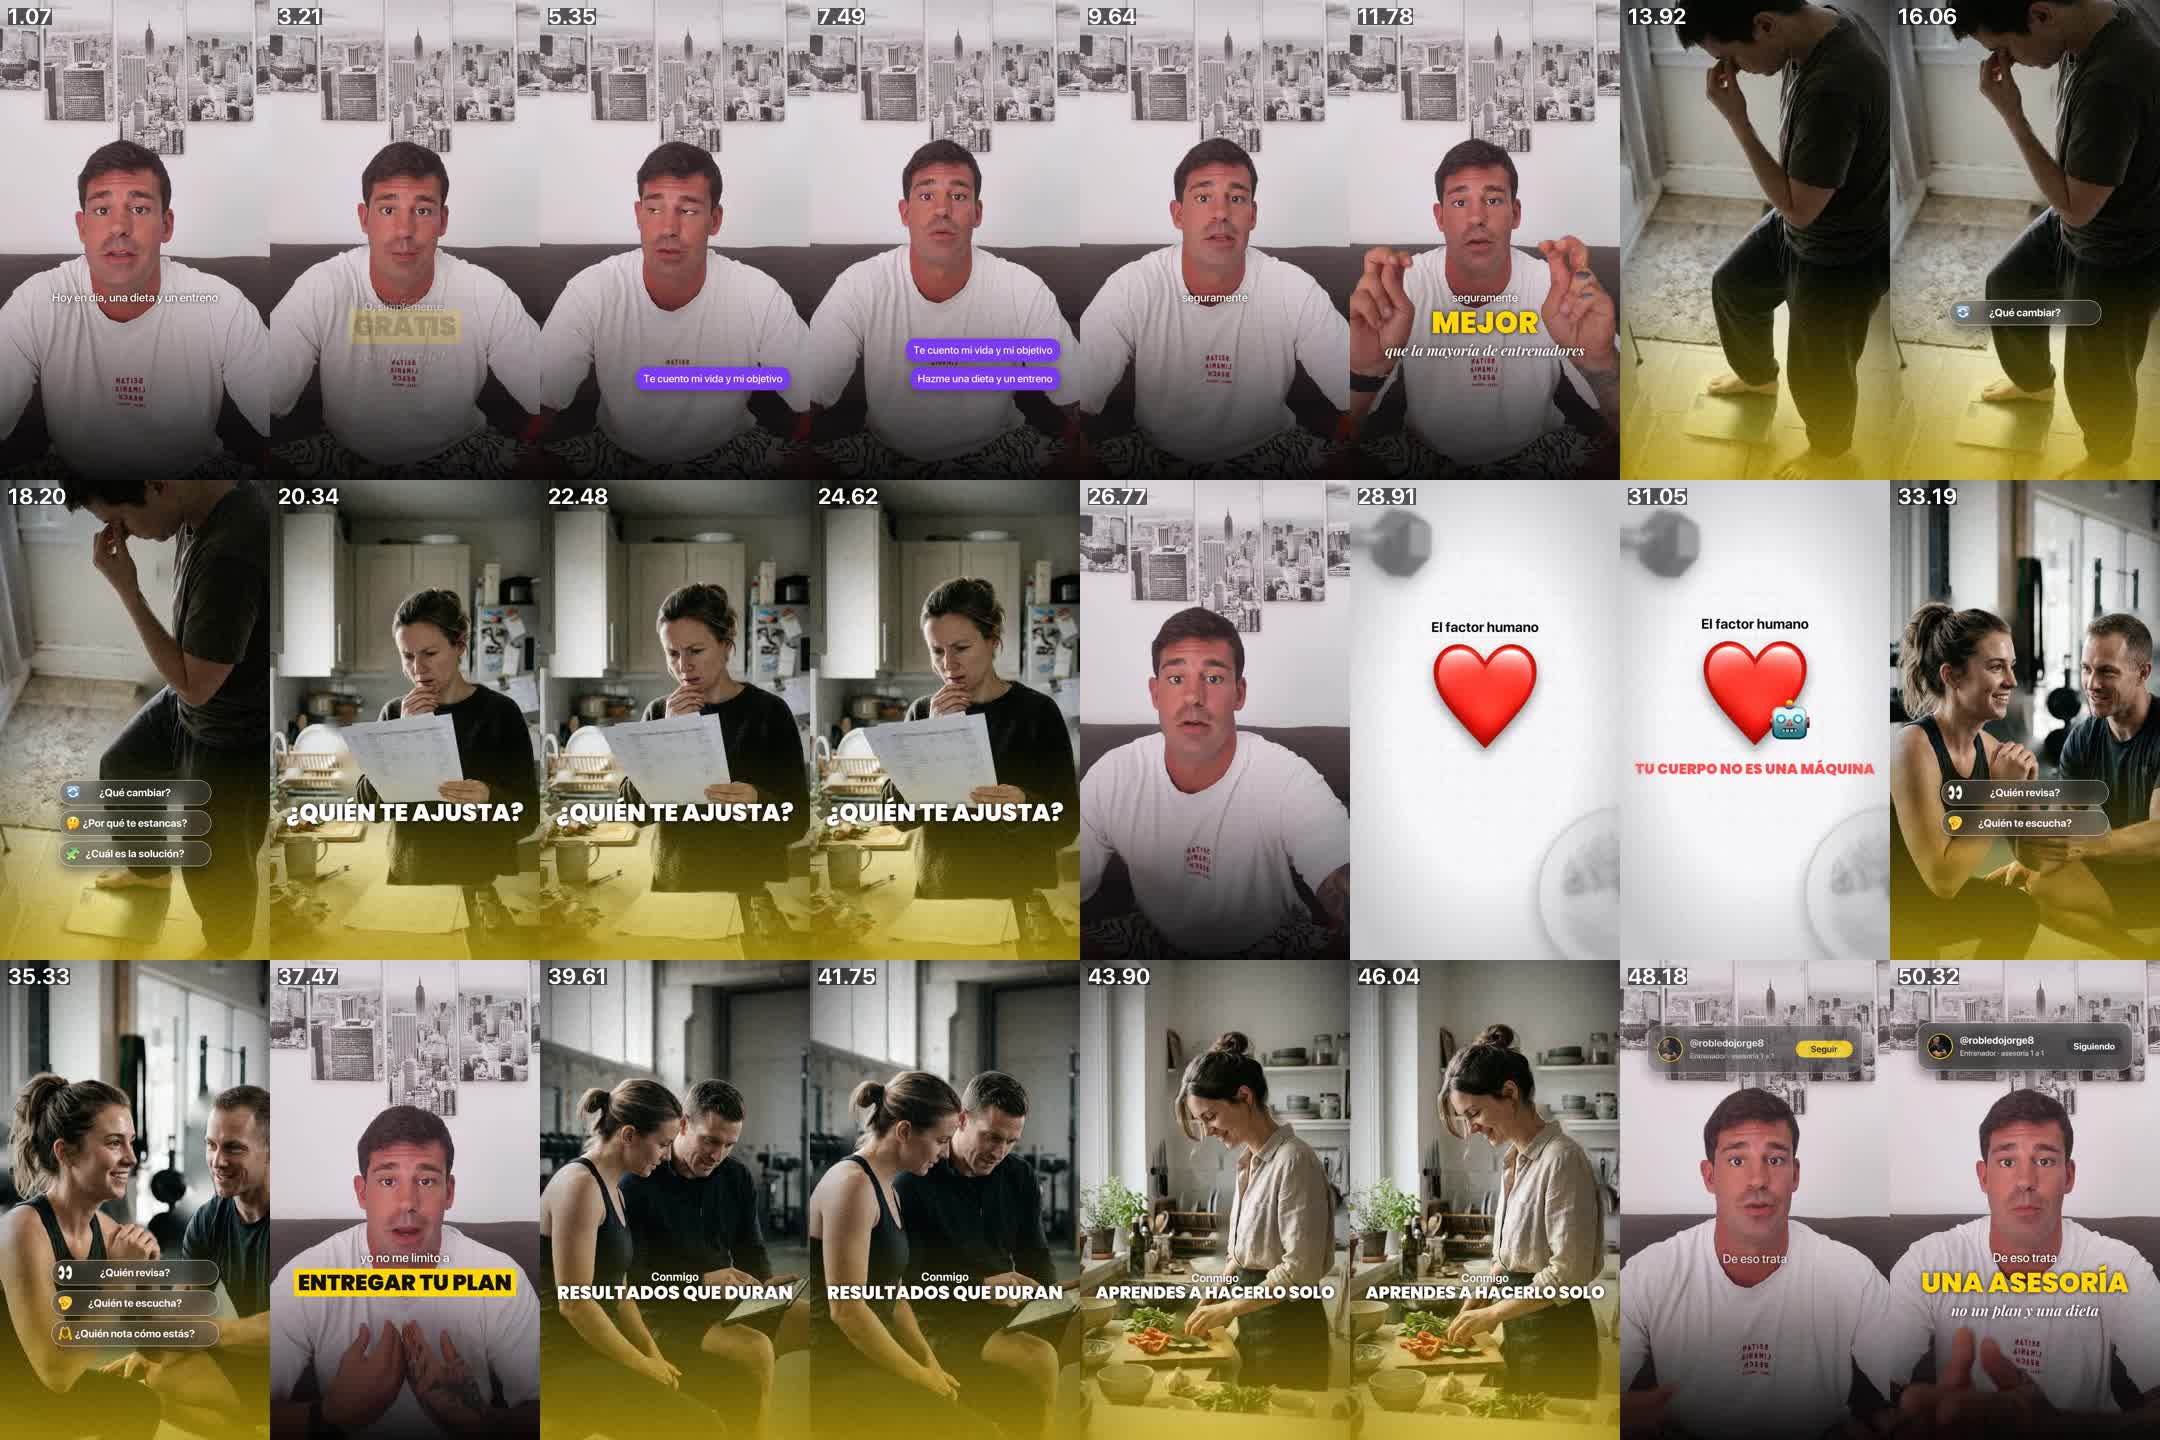 1.07
Hoy en día, una dieta y un entreno
3.21
O, simplemente,
GRATIS
5.35
Te cuento mi vida y mi objetivo
7.49
Te cuento mi vida y mi objetivo
Hazme una dieta y un entreno
9.64
seguramente
11.78
seguramente
MEJOR
que la mayoría de entrenadores
13.92
16.06
¿Qué cambiar?
18.20
¿Qué cambiar?
¿Por qué te estancas?
¿Cuál es la solución?
20.34
¿QUIÉN TE AJUSTA?
22.48
¿QUIÉN TE AJUSTA?
24.62
¿QUIÉN TE AJUSTA?
26.77
28.91
El factor humano
31.05
El factor humano
TU CUERPO NO ES UNA MÁQUINA
33.19
¿Quién revisa?
¿Quién te escucha?
35.33
¿Quién revisa?
¿Quién te escucha?
¿Quién nota cómo estás?
37.47
yo no me limito a
ENTREGAR TU PLAN
39.61
Conmigo
RESULTADOS QUE DURAN
41.75
Conmigo
RESULTADOS QUE DURAN
43.90
Conmigo
APRENDES A HACERLO SOLO
46.04
Conmigo
APRENDES A HACERLO SOLO
48.18
@robledojorge8
Entrenador · asesoría 1 a 1
Seguir
De eso trata
50.32
@robledojorge8
Entrenador · asesoría 1 a 1
Siguiendo
De eso trata
UNA ASESORÍA
no un plan y una dieta